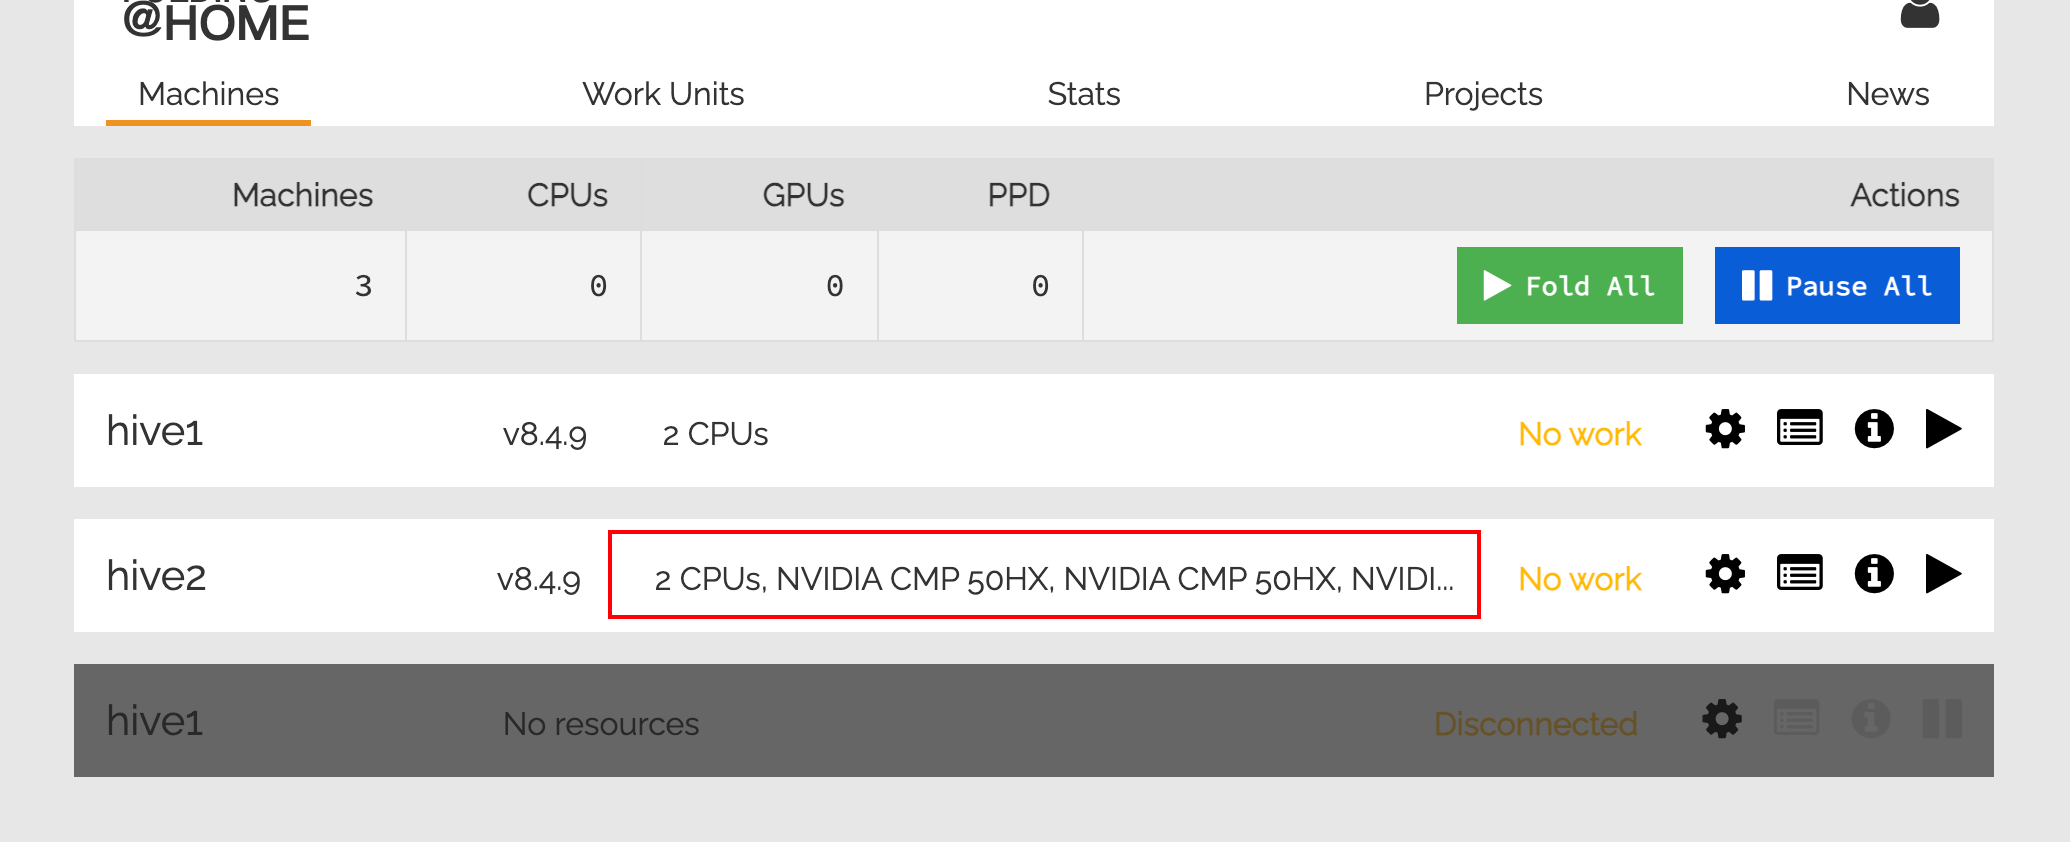 @HOME
Machines Work Units Stats Projects News
Machines CPUs GPUs PPD Actions
3 0 0 0 Fold All Pause All
hive1 v8.4.9 2 CPUs No work
hive2 v8.4.9 2 CPUs, NVIDIA CMP 50HX, NVIDIA CMP 50HX, NVIDI... No work
hive1 No resources Disconnected